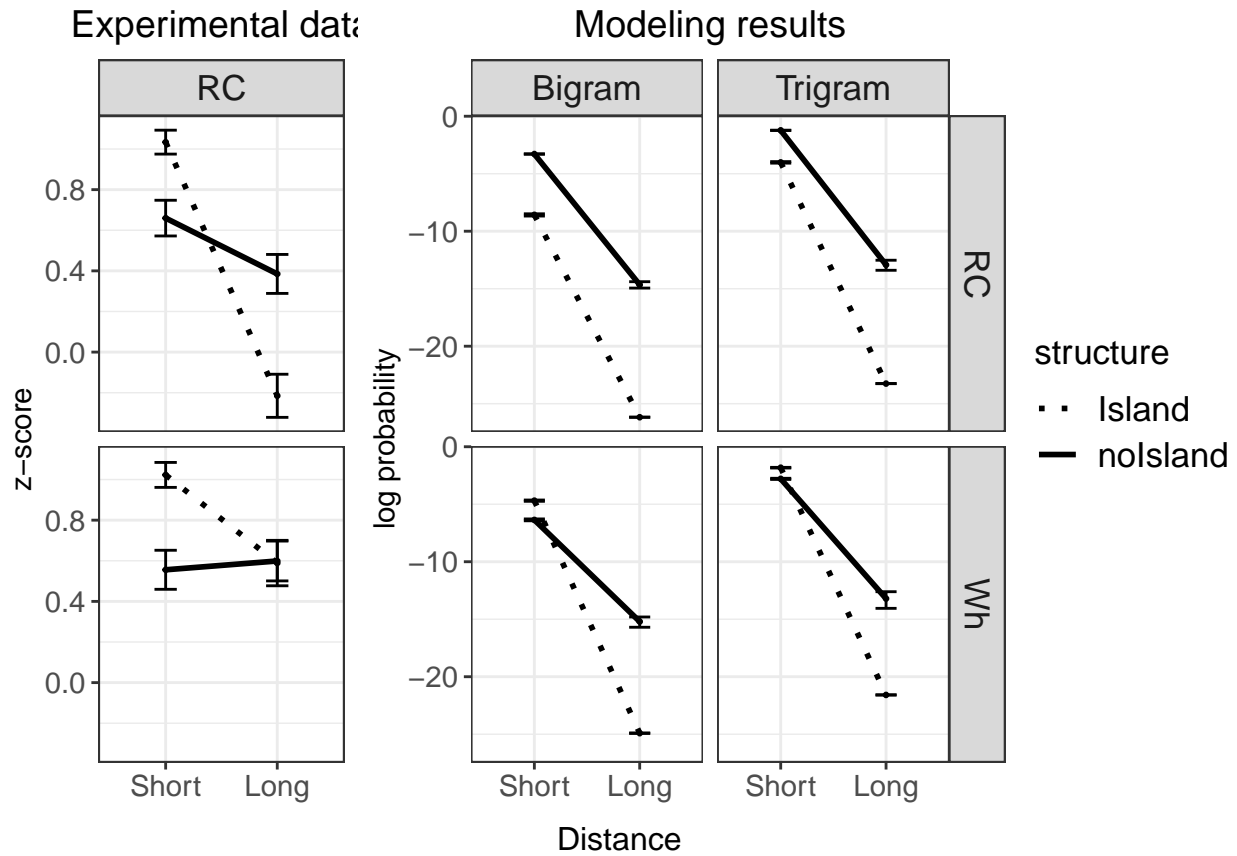 Experimental data
Modeling results
RC
Bigram
Trigram
0.8
0.4
0.0
0.8
0.4
0.0
z−score
Short
Long
0
−10
−20
0
−10
−20
log probability
Short
Long
Short
Long
RC
Wh
Distance
structure
Island
noIsland